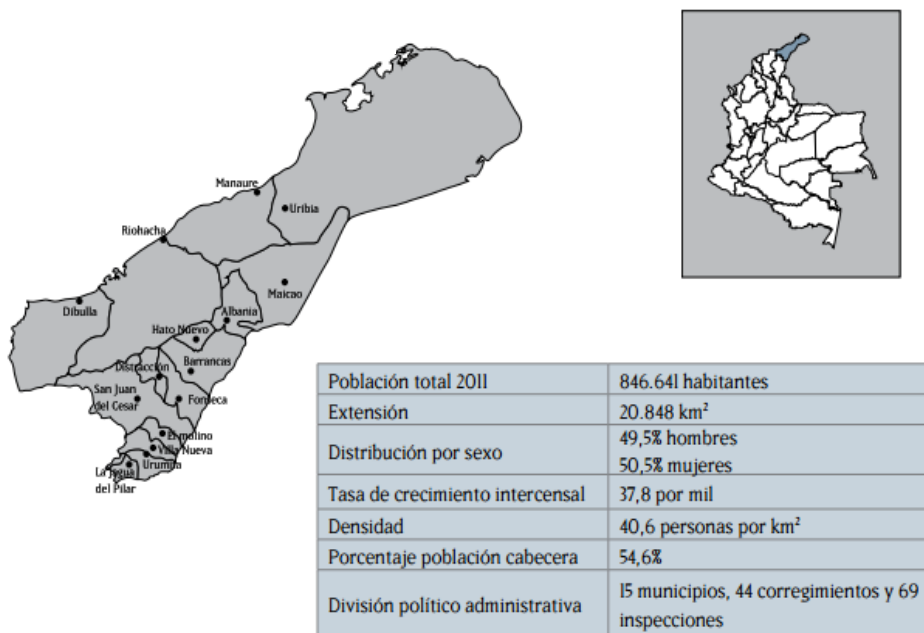 Manaure
Uribia
Riohacha
Maicao
Dibulla
Albania
Hato Nuevo
Barrancas
Distracción
San Juan
del Cesar
Fonseca
El molino
Villa Nueva
Urumita
La Jagua
del Pilar
Población total 2011 846.641 habitantes
Extensión 20.848 km²
Distribución por sexo 49,5% hombres
50,5% mujeres
Tasa de crecimiento intercensal 37,8 por mil
Densidad 40,6 personas por km²
Porcentaje población cabecera 54,6%
División político administrativa 15 municipios, 44 corregimientos y 69
inspecciones